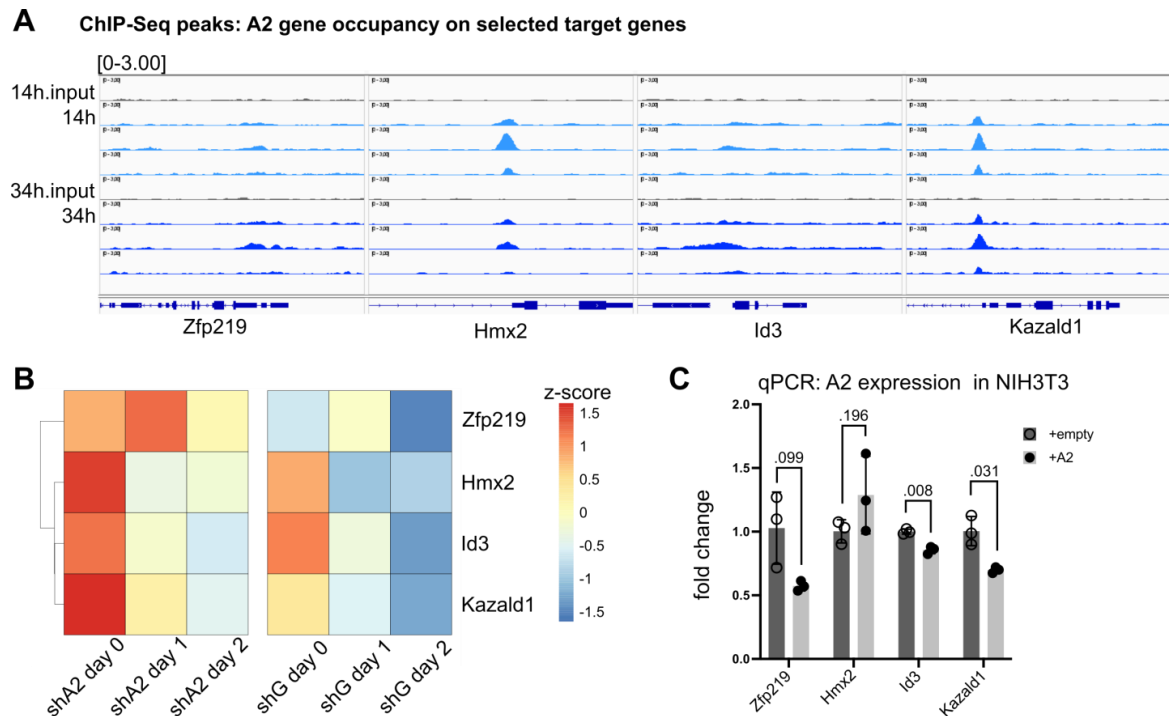 A
ChIP-Seq peaks: A2 gene occupancy on selected target genes
[0-3.00]
14h.input
14h
34h.input
34h
Zfp219 Hmx2 Id3 Kazald1
B
z-score
Zfp219
Hmx2
Id3
Kazald1
1
0.5
0
-0.5
-1
-1.5
shA2 day 0
shA2 day 1
shA2 day 2
shG day 0
shG day 1
shG day 2
C
qPCR: A2 expression in NIH3T3
fold change
2.0
1.5
1.0
0.5
0.0
.099
.196
.008
.031
+empty
+A2
Zfp219
Hmx2
Id3
Kazald1